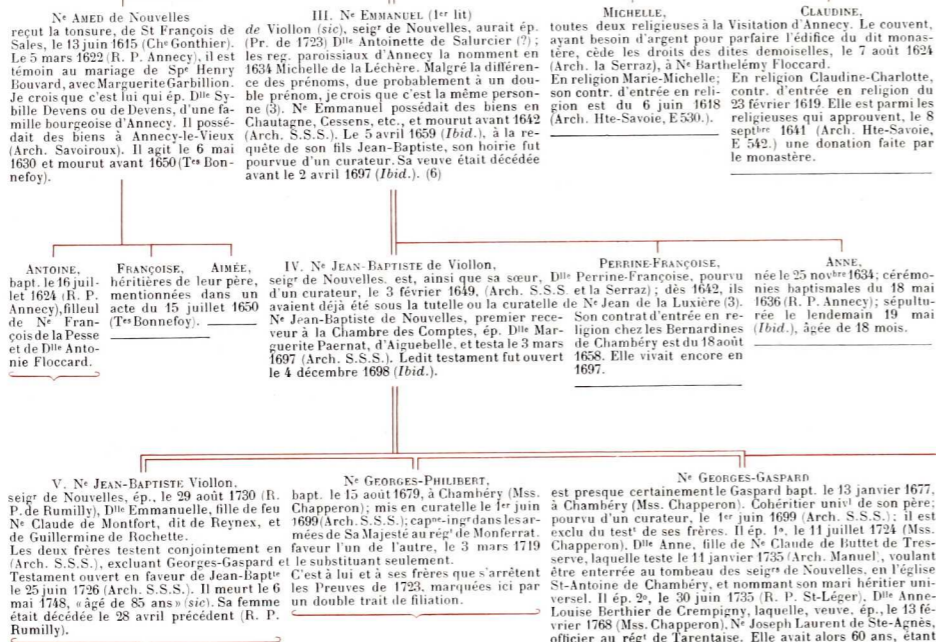 Nᵉ AMED de Nouvelles
reçut la tonsure, de St François de
Sales, le 13 juin 1615 (Chᵉ Gonthier).
Le 5 mars 1622 (R. P. Annecy), il est
témoin au mariage de Spᵉ Henry
Bouvard, avec Marguerite Garbillion.
Je crois que c'est lui qui ép. Dˡˡᵉ Sy-
bille Devens ou de Devens, d'une fa-
mille bourgeoise d'Annecy. Il possé-
dait des biens à Annecy-le-Vieux
(Arch. Savoiroux). Il agit le 6 mai
1630 et mourut avant 1650 (Tᵉˢ Bon-
nefoy).
III. Nᵉ EMMANUEL (1ᵉʳ lit)
de Viollon (sic), seigʳ de Nouvelles, aurait ép.
(Pr. de 1723) Dˡˡᵉ Antoinette de Salurcier (?) ;
les reg. paroissiaux d'Annecy la nomment en
1634 Michelle de la Léchère. Malgré la différen-
ce des prénoms, due probablement à un dou-
ble prénom, je crois que c'est la même person-
ne (3). Nᵉ Emmanuel possédait des biens en
Chautagne, Cessens, etc., et mourut avant 1642
(Arch. S.S.S.). Le 5 avril 1659 (Ibid.), à la re-
quête de son fils Jean-Baptiste, son hoirie fut
pourvue d'un curateur. Sa veuve était décédée
avant le 2 avril 1697 (Ibid.). (6)
MICHELLE, CLAUDINE,
toutes deux religieuses à la Visitation d'Annecy. Le couvent,
ayant besoin d'argent pour parfaire l'édifice du dit monas-
tère, cède les droits des dites demoiselles, le 7 août 1624
(Arch. la Serraz), à Nᵉ Barthelémy Floccard.
En religion Marie-Michelle;
son contr. d'entrée en reli-
gion est du 6 juin 1618
(Arch. Hte-Savoie, E 530.).
En religion Claudine-Charlotte,
contr. d'entrée en religion du
23 février 1619. Elle est parmi les
religieuses qui approuvent, le 8
septᵇʳᵉ 1641 (Arch. Hte-Savoie,
E 542.) une donation faite par
le monastère.
ANTOINE,
bapt. le 16 juil-
let 1624 (R. P.
Annecy), filleul
de Nᵉ Fran-
çois de la Pesse
et de Dˡˡᵉ Anto-
nie Floccard.
FRANÇOISE, AIMÉE,
héritières de leur père,
mentionnées dans un
acte du 15 juillet 1650
(Tᵉˢ Bonnefoy).
IV. Nᵉ JEAN-BAPTISTE de Viollon,
seigʳ de Nouvelles, est, ainsi que sa sœur,
d'un curateur, le 3 février 1649, (Arch. S.S.S.
avaient déjà été sous la tutelle ou la curatelle
Nᵉ Jean-Baptiste de Nouvelles, premier rece-
veur à la Chambre des Comptes, ép. Dˡˡᵉ Mar-
guerite Paernat, d'Aiguebelle, et testa le 3 mars
1697 (Arch. S.S.S.). Ledit testament fut ouvert
le 4 décembre 1698 (Ibid.).
PERRINE-FRANÇOISE,
Dˡˡᵉ Perrine-Françoise, pourvu
et la Serraz) ; dès 1642, ils
de Nᵉ Jean de la Luxière (3).
Son contrat d'entrée en re-
ligion chez les Bernardines
de Chambéry est du 18 août
1658. Elle vivait encore en
1697.
ANNE,
née le 25 novᵇʳᵉ 1634; cérémo-
nies baptismales du 18 mai
1636 (R. P. Annecy); sépultu-
rée le lendemain 19 mai
(Ibid.), âgée de 18 mois.
V. Nᵉ JEAN-BAPTISTE Viollon,
seigʳ de Nouvelles, ép., le 29 août 1730 (R.
P. de Rumilly), Dˡˡᵉ Emmanuelle, fille de feu
Nᵉ Claude de Montfort, dit de Reynex, et
de Guillermine de Rochette.
Les deux frères testent conjointement en
(Arch. S.S.S.), excluant Georges-Gaspard et
Testament ouvert en faveur de Jean-Baptᵗᵉ
le 25 juin 1726 (Arch. S.S.S.). Il meurt le 6
mai 1748, «âgé de 85 ans» (sic). Sa femme
était décédée le 28 avril précédent (R. P.
Rumilly).
Nᵉ GEORGES-PHILIBERT,
bapt. le 15 août 1679, à Chambéry (Mss.
Chapperon); mis en curatelle le 1ᵉʳ juin
1699 (Arch. S.S.S.); capⁿᵉ-ingʳ dans les ar-
mées de Sa Majesté au régᵗ de Monferrat.
faveur l'un de l'autre, le 3 mars 1719
le substituant seulement.
C'est à lui et à ses frères que s'arrêtent
les Preuves de 1723, marquées ici par
un double trait de filiation.
Nᵉ GEORGES-GASPARD
est presque certainement le Gaspard bapt. le 13 janvier 1677,
à Chambéry (Mss. Chapperon). Cohéritier univˡ de son père;
pourvu d'un curateur, le 1ᵉʳ juin 1699 (Arch. S.S.S.) ; il est
exclu du testᵗ de ses frères. Il ép. 1º, le 11 juillet 1724 (Mss.
Chapperon), Dˡˡᵉ Anne, fille de Nᵉ Claude de Buttet de Tres-
serve, laquelle teste le 11 janvier 1735 (Arch. Manuel), voulant
être enterrée au tombeau des seigʳˢ de Nouvelles, en l'église
St-Antoine de Chambéry, et nommant son mari héritier uni-
versel. Il ép. 2º, le 30 juin 1735 (R. P. St-Léger), Dˡˡᵉ Anne-
Louise Berthier de Crempigny, laquelle, veuve, ép., le 13 fé-
vrier 1768 (Mss. Chapperon), Nᵉ Joseph Laurent de Ste-Agnès,
officier au régᵗ de Tarentaise. Elle avait alors 60 ans, étant